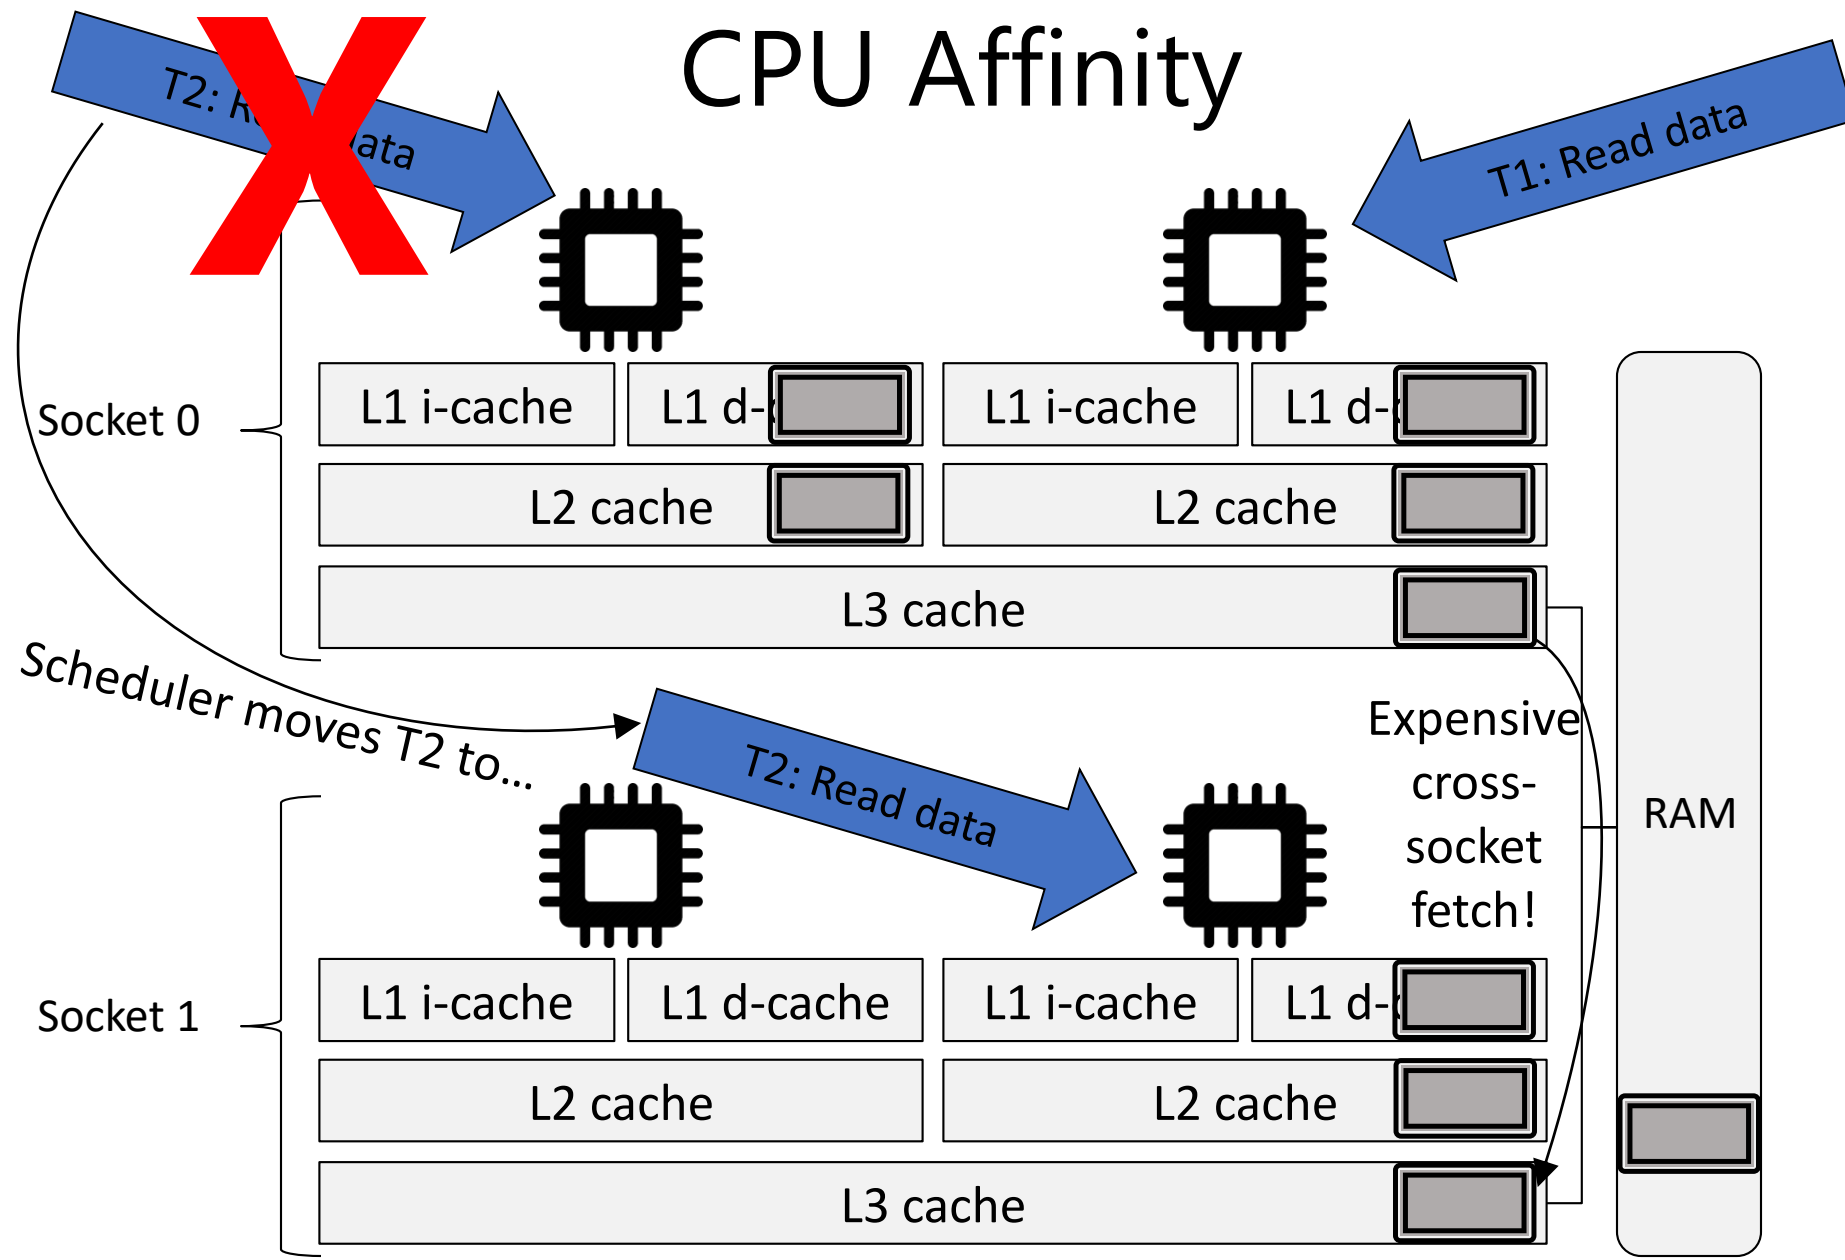 CPU Affinity
T2: R    ata
T1: Read data
Socket 0
L1 i-cache
L1 d-
L1 i-cache
L1 d-
L2 cache
L2 cache
L3 cache
Scheduler moves T2 to...
T2: Read data
Expensive
cross-
socket
fetch!
RAM
Socket 1
L1 i-cache
L1 d-cache
L1 i-cache
L1 d-
L2 cache
L2 cache
L3 cache